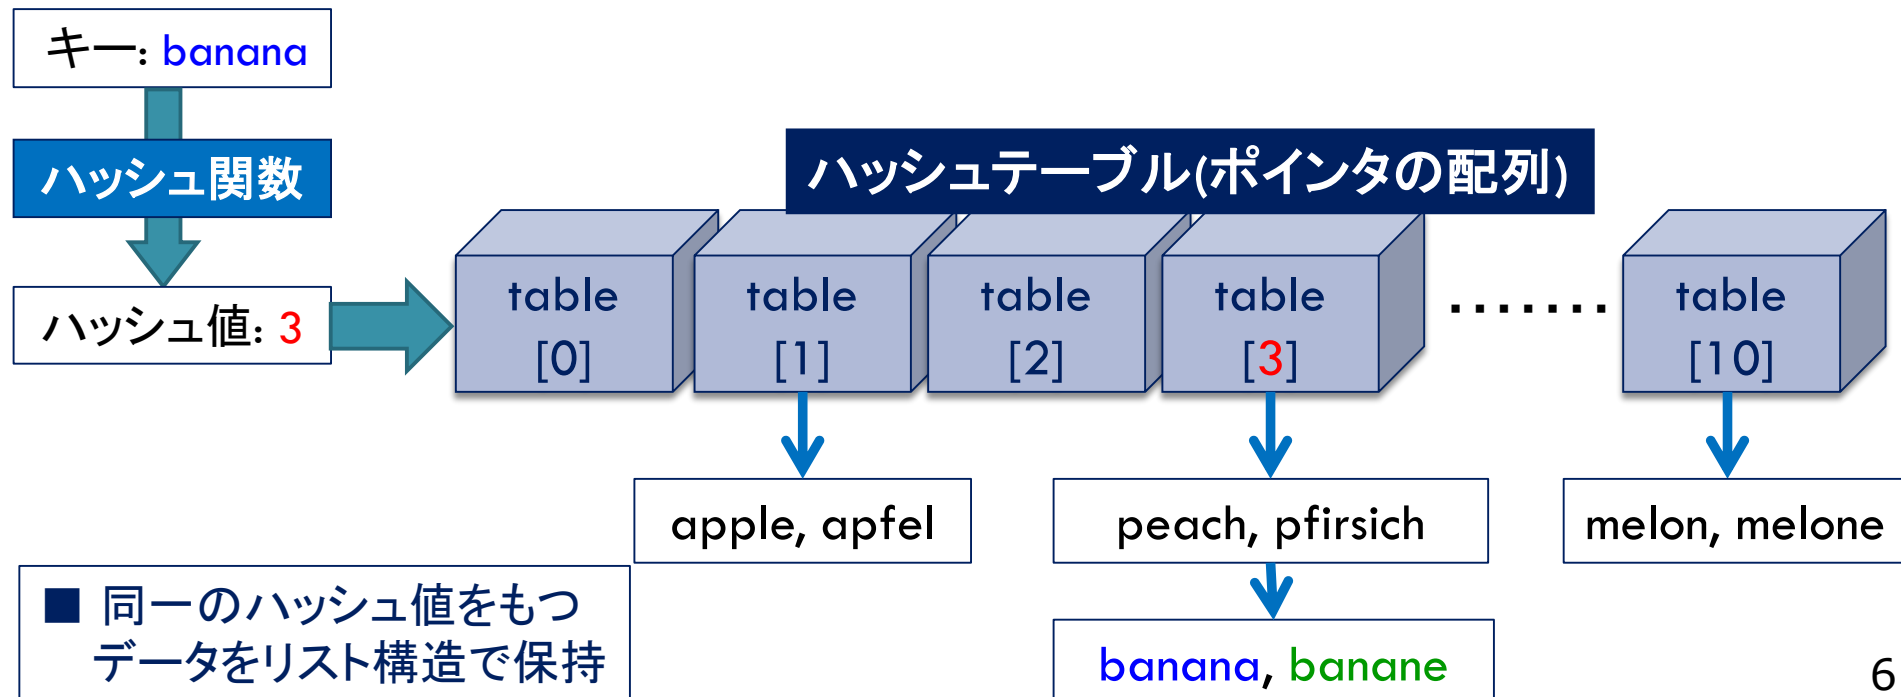 キー: banana
ハッシュ関数
ハッシュ値: 3
ハッシュテーブル(ポインタの配列)
table
[0]
table
[1]
table
[2]
table
[3]
.......
table
[10]
apple, apfel
peach, pfirsich
melon, melone
banana, banane
■ 同一のハッシュ値をもつ
データをリスト構造で保持
6